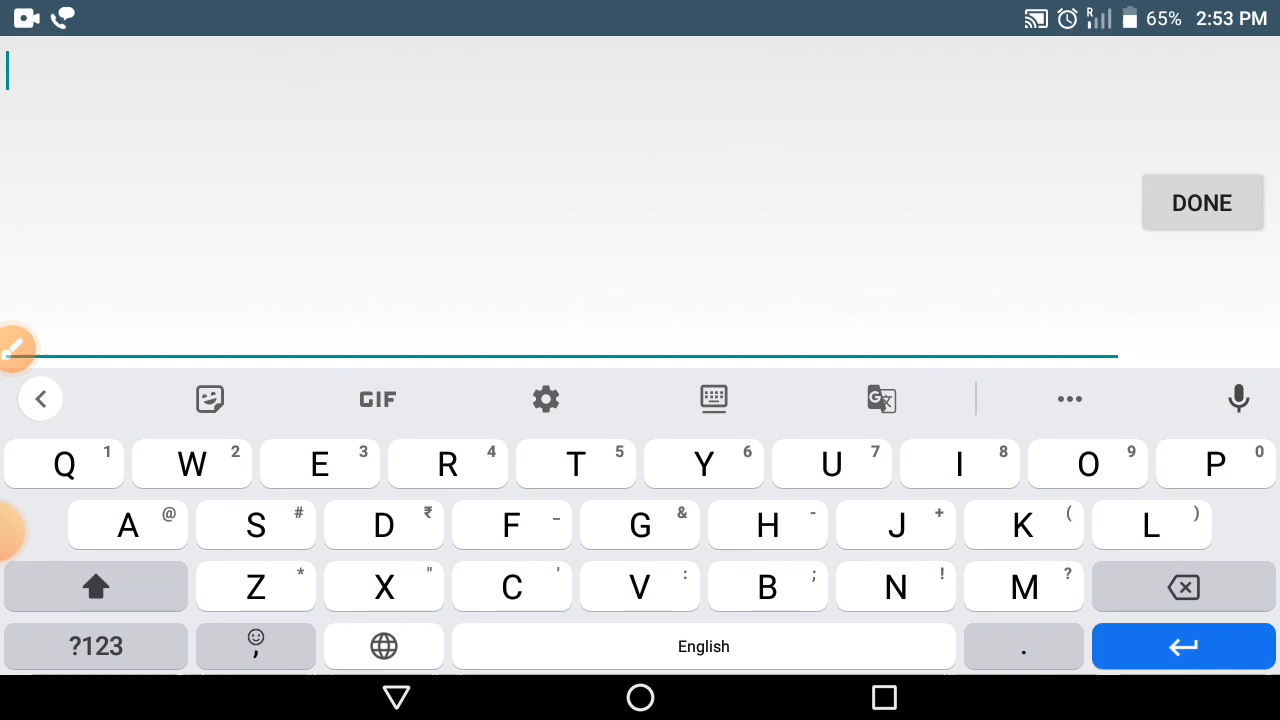 R 65% 2:53 PM
DONE
GIF G
Q 1 W 2 E 3 R 4 T 5 Y 6 U 7 I 8 O 9 P 0
A @ S # D ₹ F _ G & H - J + K ( L )
Z * X " C ' V : B ; N ! M ?
?123 , English .